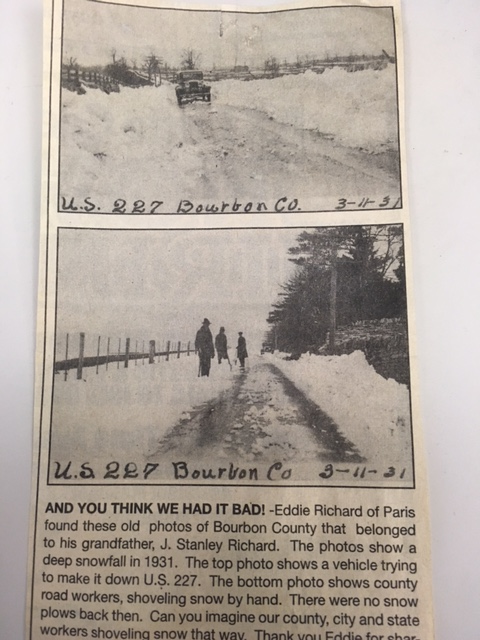 U.S. 227 Bourbon Co. 3-11-31
U.S. 227 Bourbon Co 3-11-31
AND YOU THINK WE HAD IT BAD! -Eddie Richard of Paris
found these old photos of Bourbon County that belonged
to his grandfather, J. Stanley Richard. The photos show a
deep snowfall in 1931. The top photo shows a vehicle trying
to make it down U.S. 227. The bottom photo shows county
road workers, shoveling snow by hand. There were no snow
plows back then. Can you imagine our county, city and state
workers shoveling snow that way. Thank you Eddie for shar-